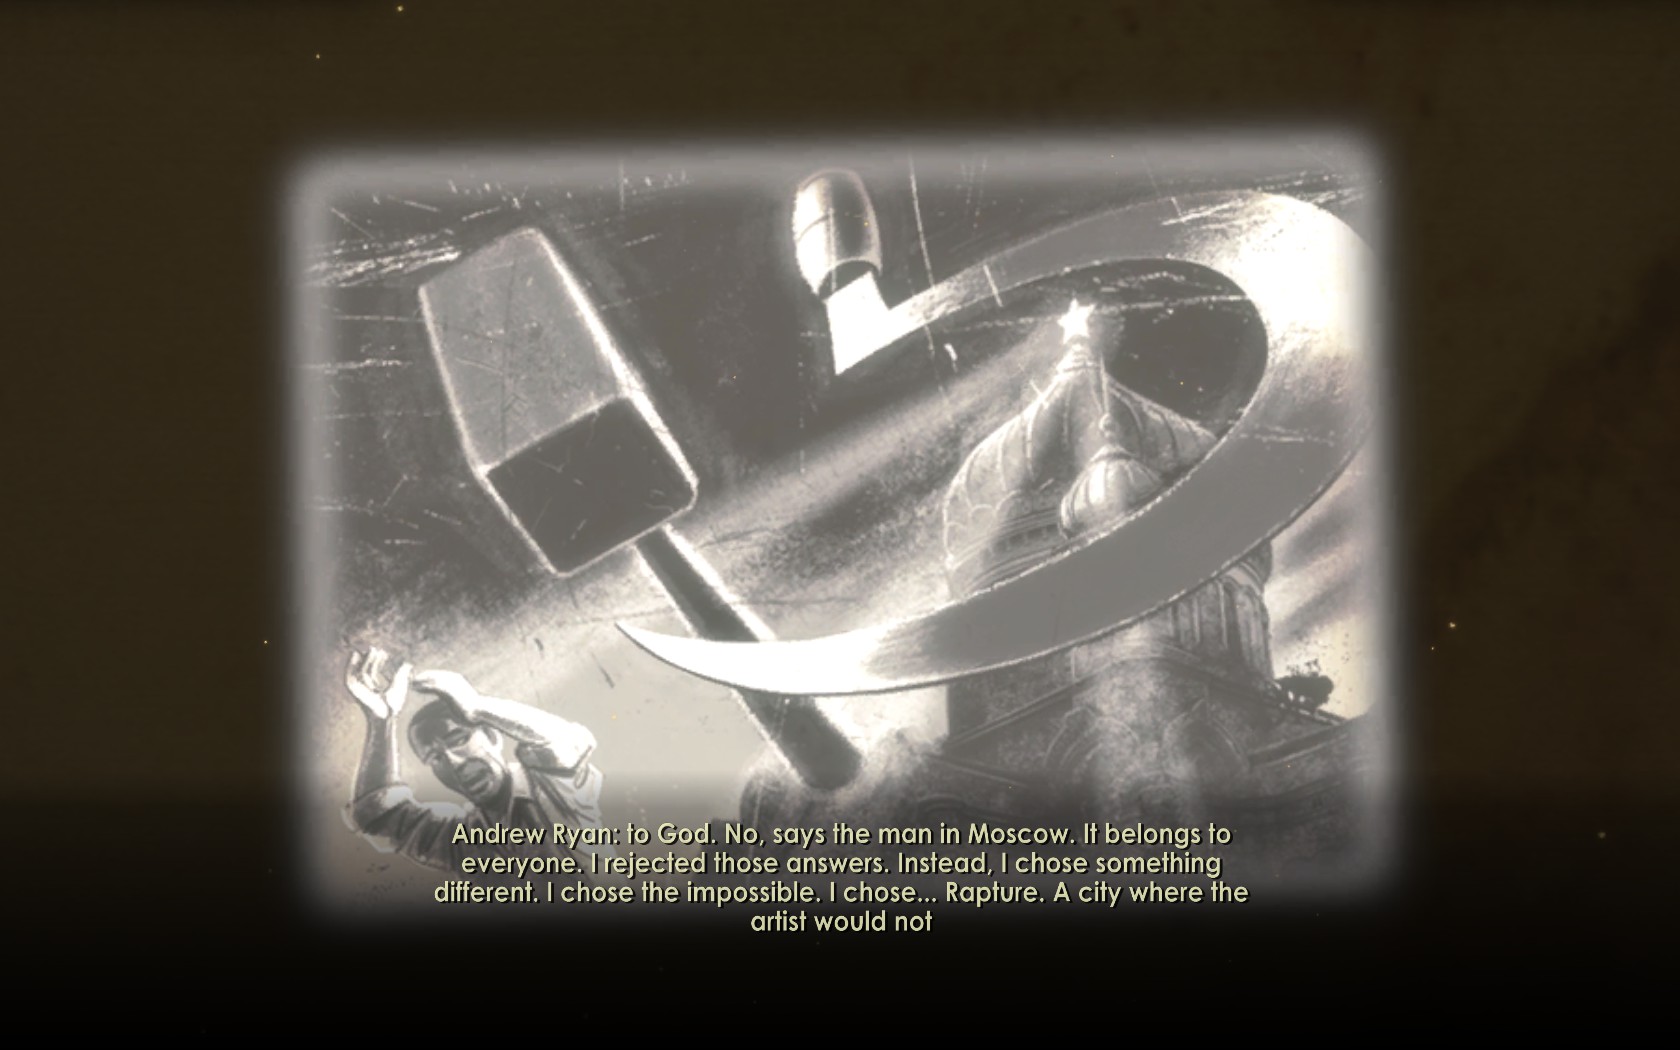 Andrew Ryan: to God. No, says the man in Moscow. It belongs to
everyone. I rejected those answers. Instead, I chose something
different. I chose the impossible. I chose... Rapture. A city where the
artist would not